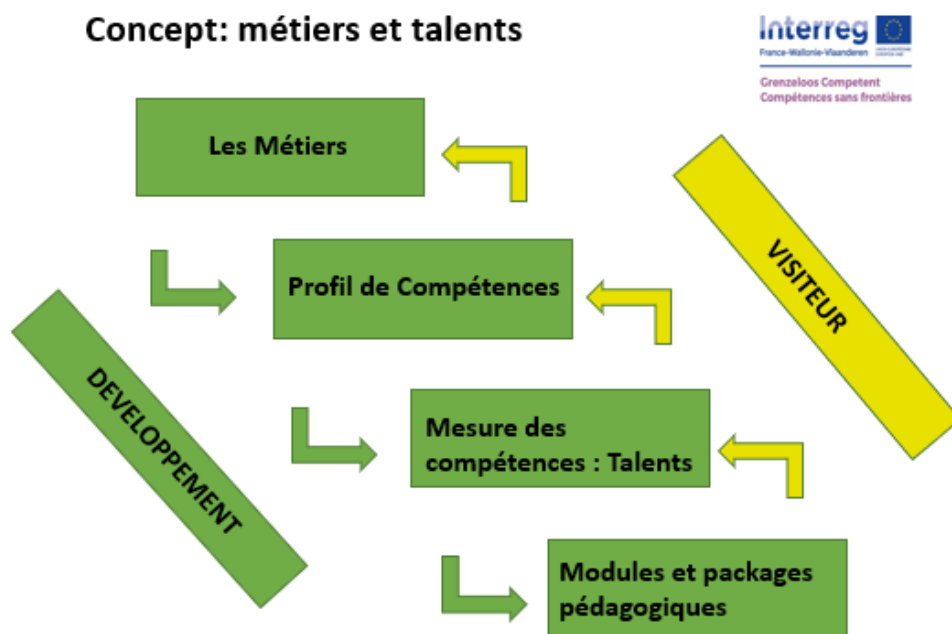 Concept: métiers et talents
Interreg
France-Wallonie-Vlaanderen
Grenzeloos Competent
Compétences sans frontières
Les Métiers
Profil de Compétences
VISITEUR
DEVELOPPEMENT
Mesure des
compétences : Talents
Modules et packages
pédagogiques